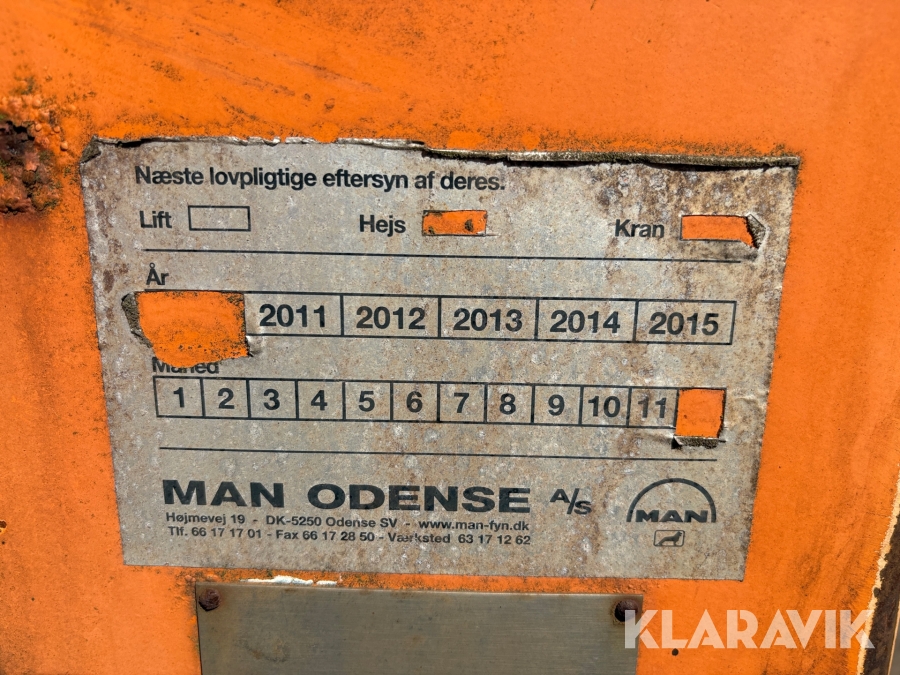 Næste lovpligtige eftersyn af deres.
Lift Hejs Kran
År
2011 2012 2013 2014 2015
Måned
1 2 3 4 5 6 7 8 9 10 11
MAN ODENSE A/S
Højmevej 19 - DK-5250 Odense SV - www.man-fyn.dk
Tlf. 66 17 17 01 - Fax 66 17 28 50 - Værksted 63 17 12 62
MAN
KLARAVIK